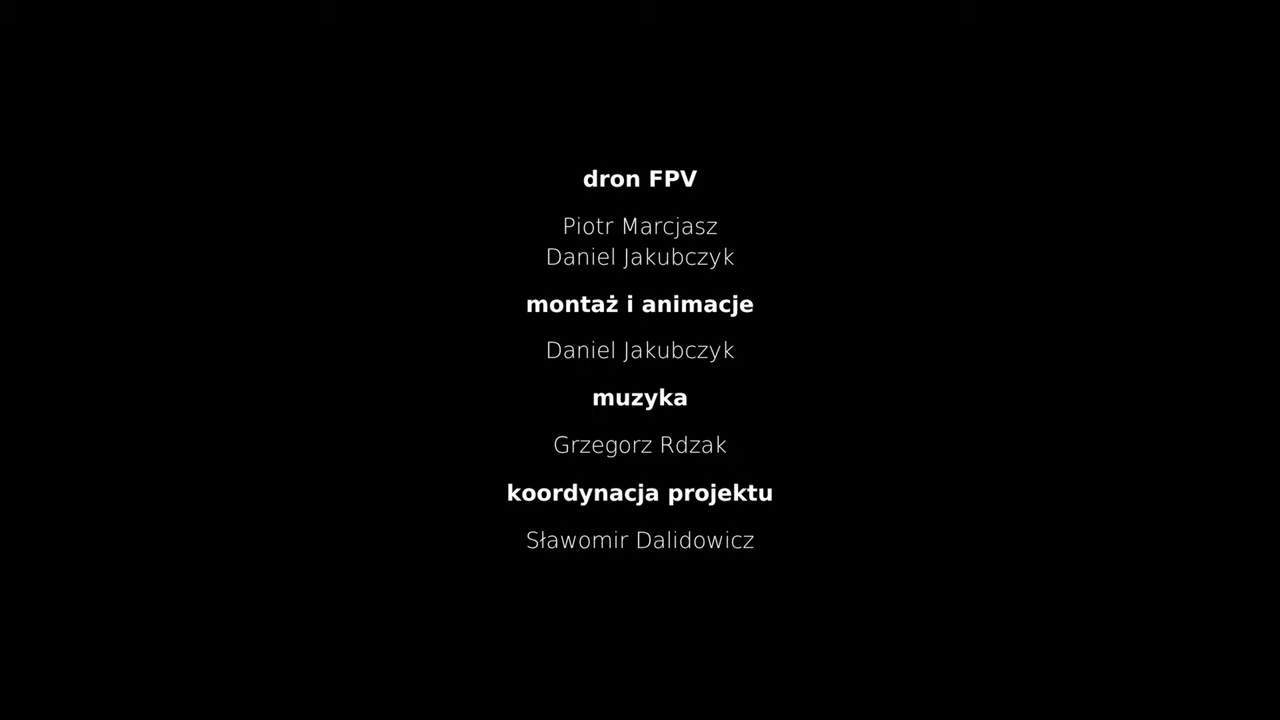 dron FPV
Piotr Marcjasz
Daniel Jakubczyk
montaż i animacje
Daniel Jakubczyk
muzyka
Grzegorz Rdzak
koordynacja projektu
Sławomir Dalidowicz